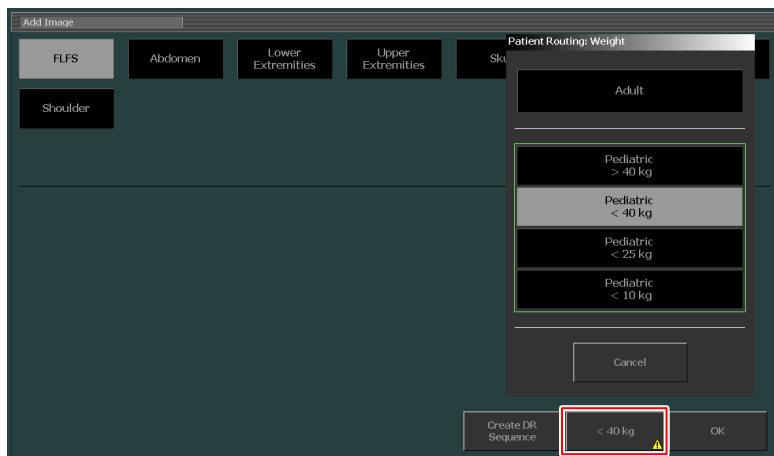 Add Image
Patient Routing: Weight
FLFS
Abdomen
Lower
Extremities
Upper
Extremities
Adult
Shoulder
Pediatric
> 40 kg
Pediatric
< 40 kg
Pediatric
< 25 kg
Pediatric
< 10 kg
Cancel
Create DR
Sequence
< 40 kg
OK